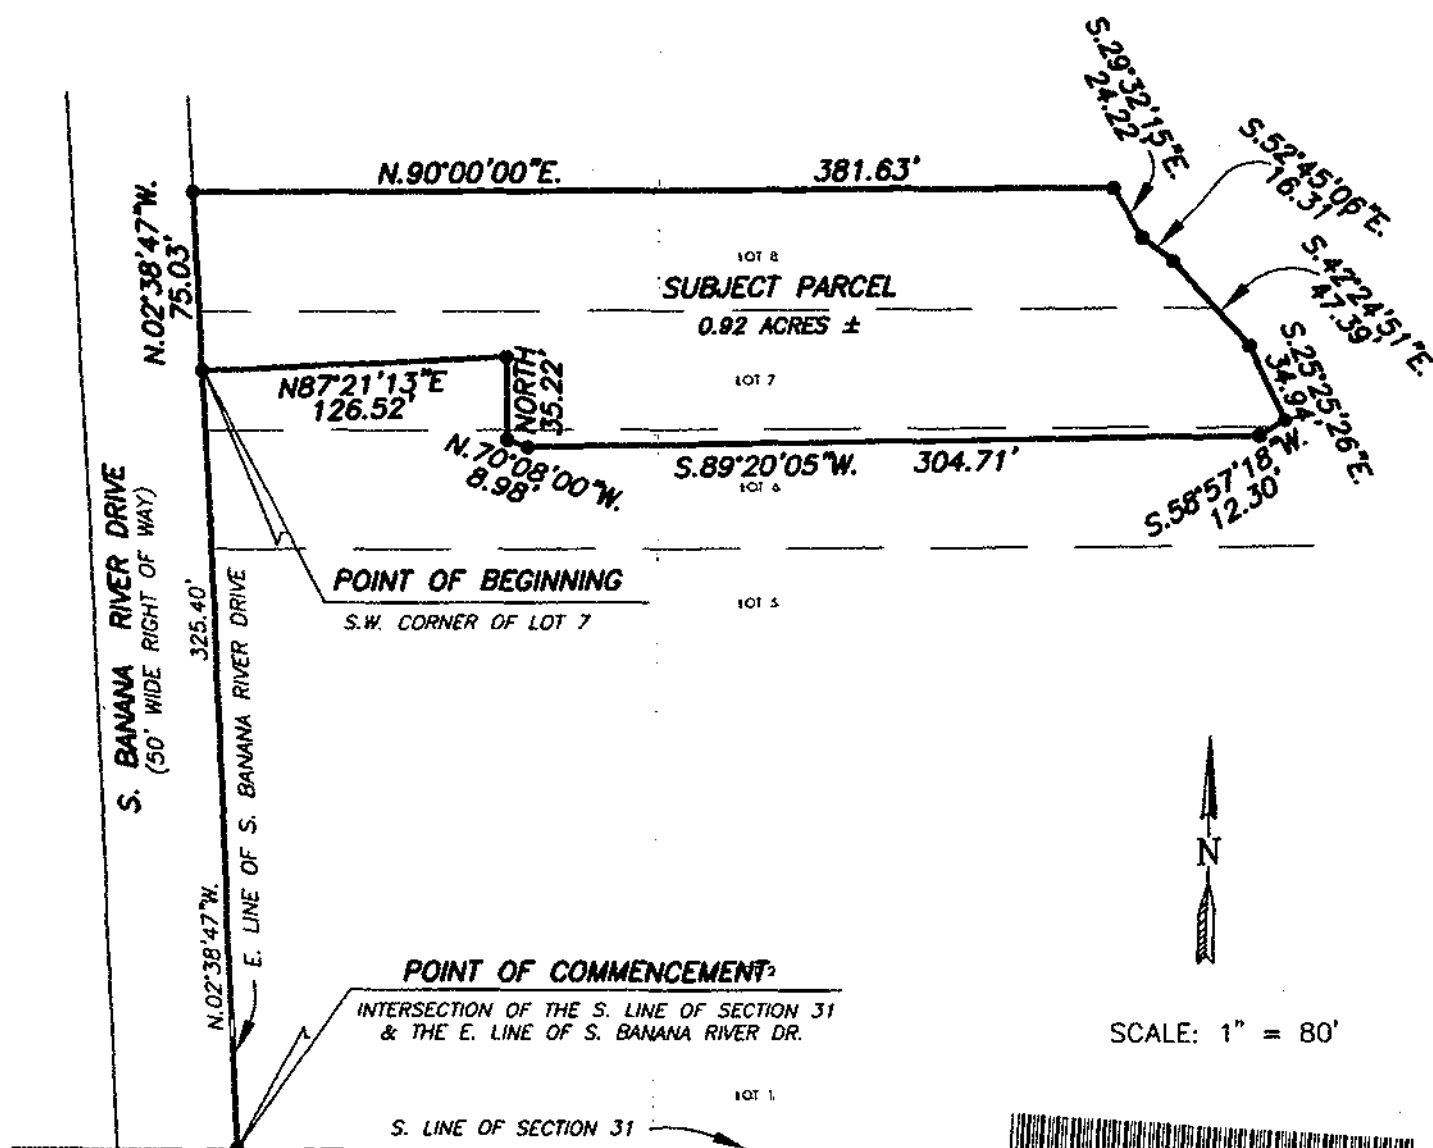 S.29°32'15"E.
24.22'
S.52°45'06"E.
16.31'
N.90°00'00"E. 381.63'
S.42°24'51"E.
47.39'
N.02°38'47"W.
75.03'
LOT 8
SUBJECT PARCEL
0.92 ACRES ±
S.25°25'26"E.
34.94'
N87°21'13"E
126.52'
NORTH
35.22'
LOT 7
N.70°08'00"W.
8.98'
S.89°20'05"W. 304.71'
S.58°57'18"W.
12.30'
LOT 6
S. BANANA RIVER DRIVE
(50' WIDE RIGHT OF WAY)
325.40'
N.02°38'47"W.
E. LINE OF S. BANANA RIVER DRIVE
POINT OF BEGINNING
S.W. CORNER OF LOT 7
LOT 5
N
POINT OF COMMENCEMENT
INTERSECTION OF THE S. LINE OF SECTION 31
& THE E. LINE OF S. BANANA RIVER DR.
SCALE: 1" = 80'
LOT 1
S. LINE OF SECTION 31